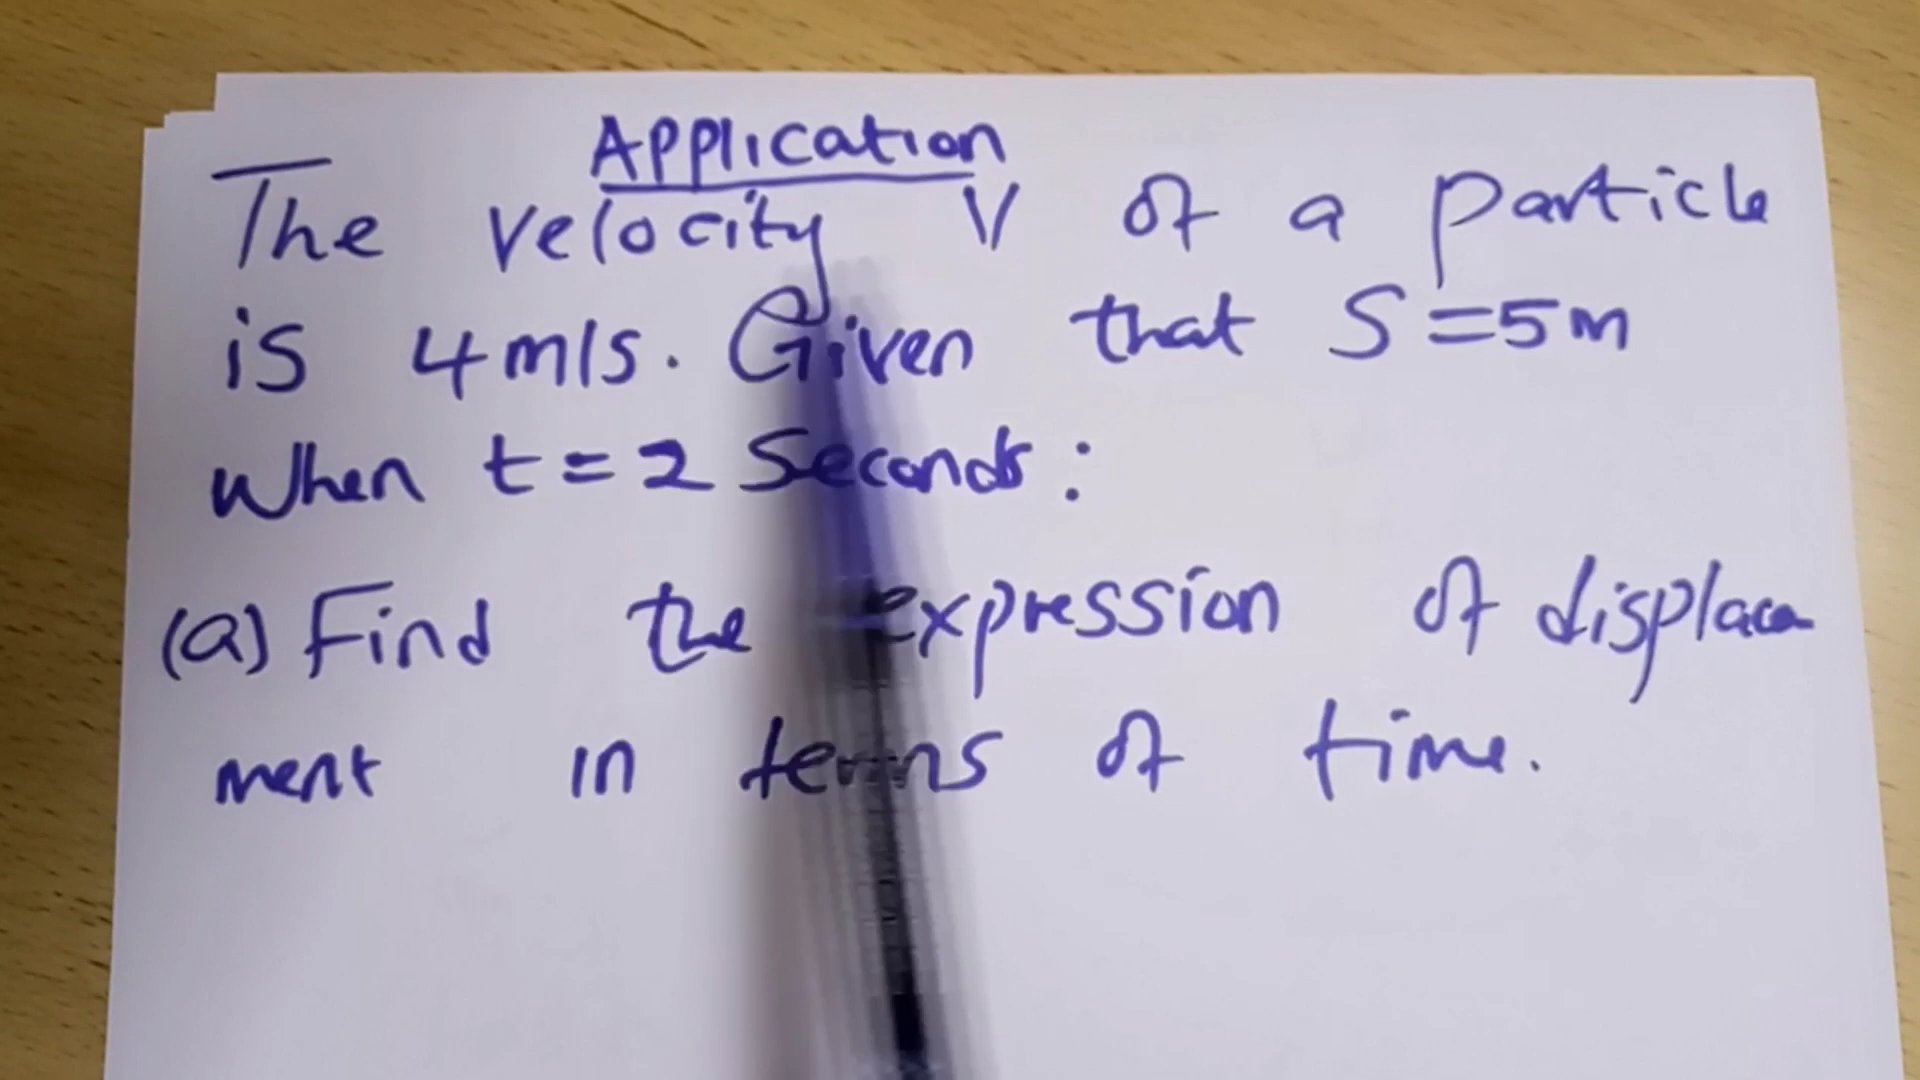 Application
The velocity V of a particle
is 4m/s. Given that S=5m
When t=2 Seconds:
(a) Find the expression of displace
ment in terms of time.